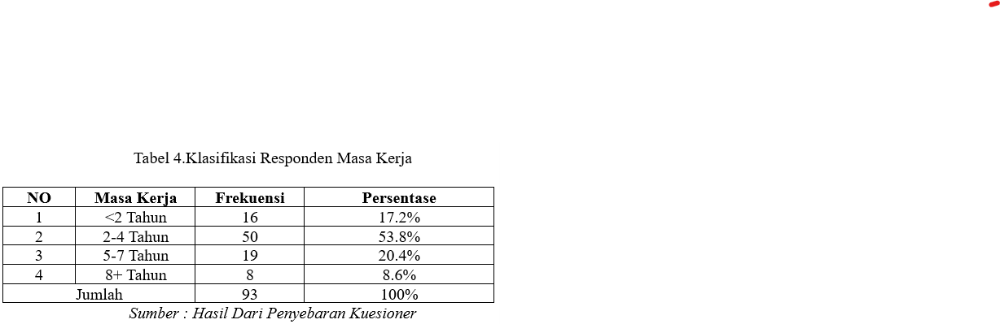 Tabel 4.Klasifikasi Responden Masa Kerja
NO Masa Kerja Frekuensi Persentase
1 <2 Tahun 16 17.2%
2 2-4 Tahun 50 53.8%
3 5-7 Tahun 19 20.4%
4 8+ Tahun 8 8.6%
Jumlah 93 100%
Sumber : Hasil Dari Penyebaran Kuesioner